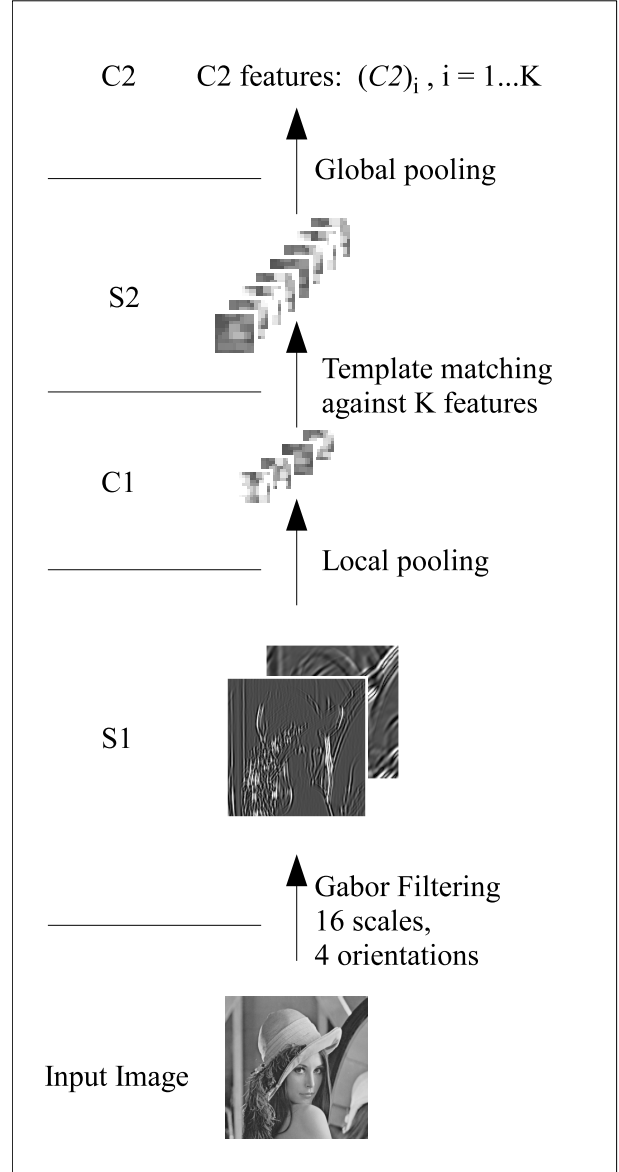 C2 C2 features: (C2)i , i = 1...K
Global pooling
S2
Template matching
against K features
C1
Local pooling
S1
Gabor Filtering
16 scales,
4 orientations
Input Image